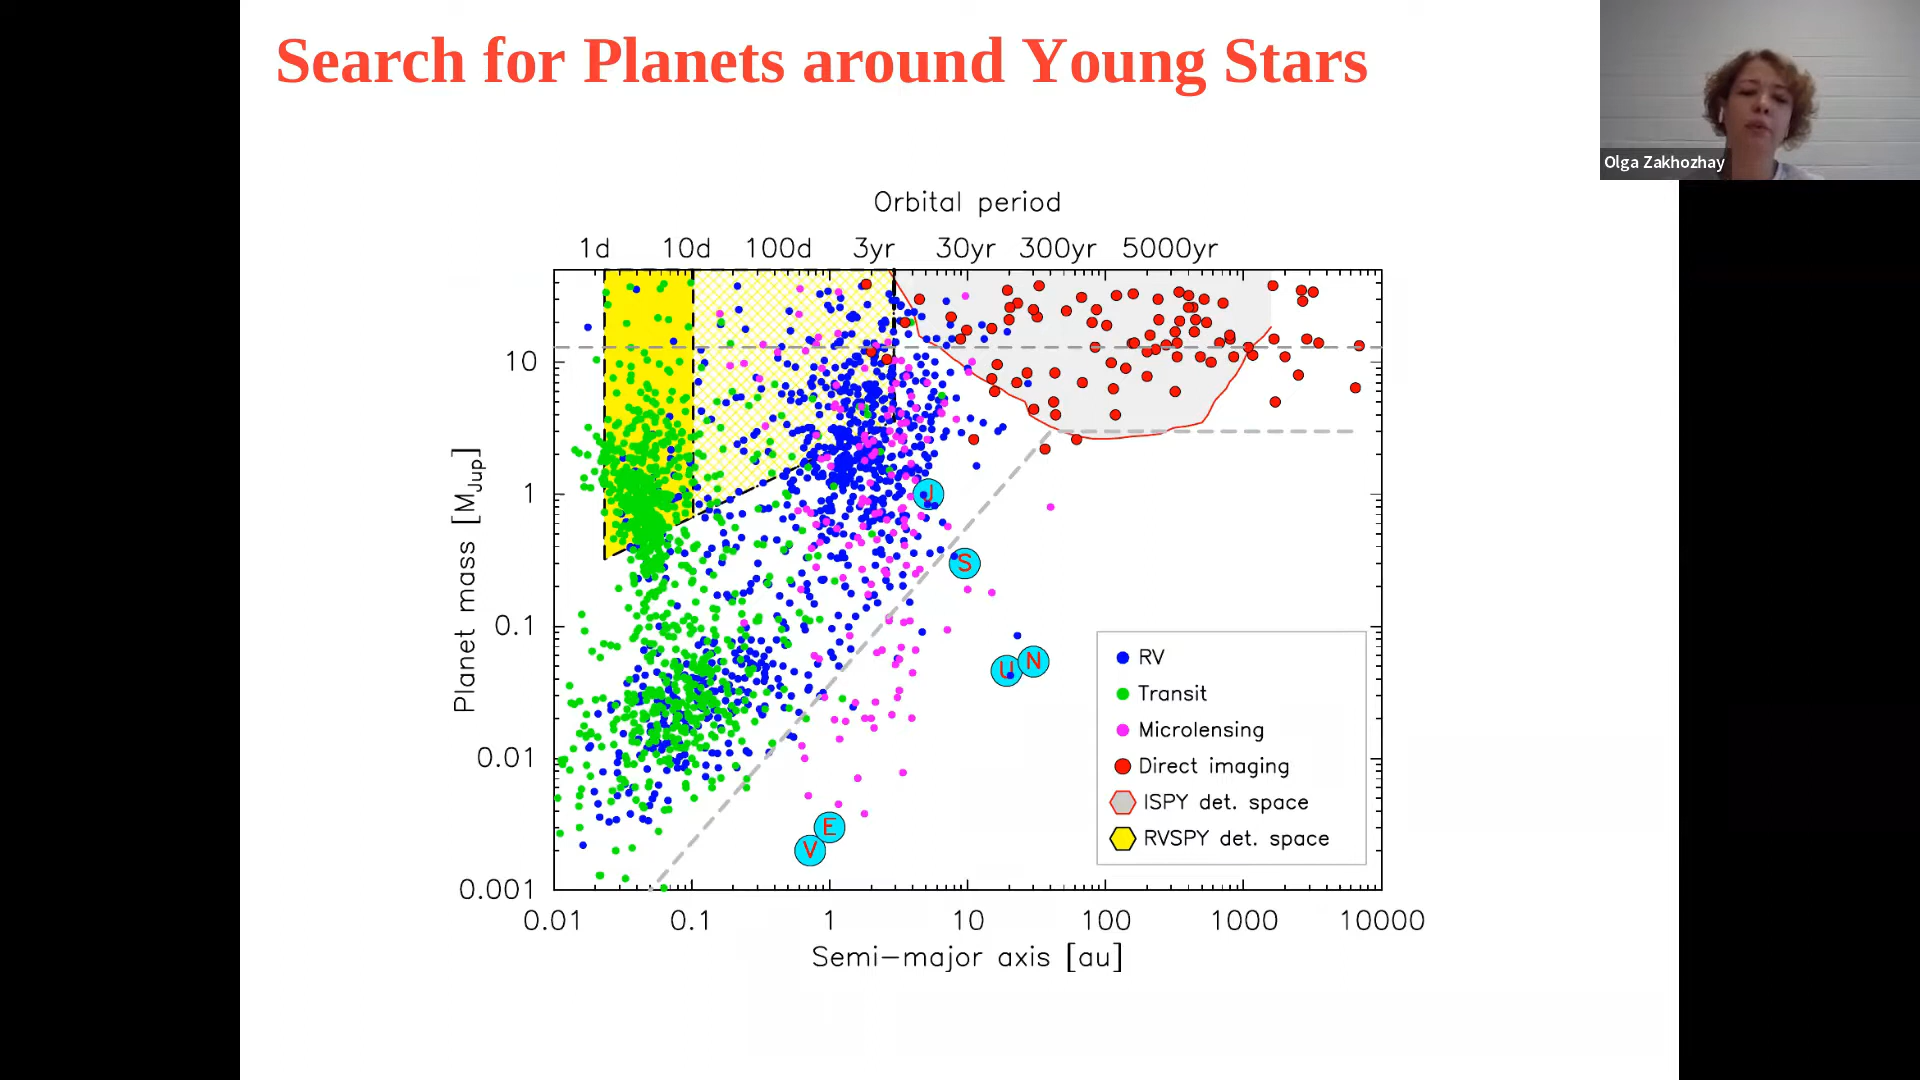 Search for Planets around Young Stars
Olga Zakhozhay
Orbital period
1d 10d 100d 3yr 30yr 300yr 5000yr
10
1
0.1
0.01
0.001
Planet mass [MJup]
J
S
U N
E
V
RV
Transit
Microlensing
Direct imaging
ISPY det. space
RVSPY det. space
0.01 0.1 1 10 100 1000 10000
Semi-major axis [au]